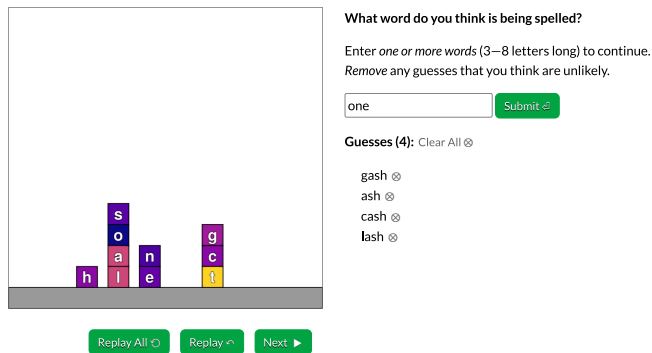 What word do you think is being spelled?
Enter one or more words (3—8 letters long) to continue.
Remove any guesses that you think are unlikely.
one
Submit ⏎
Guesses (4): Clear All ⊗
gash ⊗
ash ⊗
cash ⊗
lash ⊗
s
o n g
a e c
h l t
Replay All ↻
Replay ↶
Next ▶